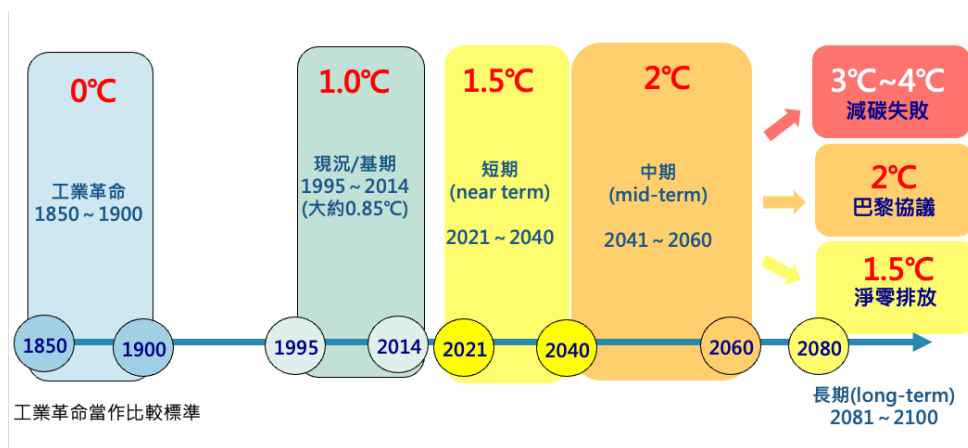 0℃
工業革命
1850～1900
1.0℃
現況/基期
1995～2014
(大約0.85℃)
1.5℃
短期
(near term)
2021～2040
2℃
中期
(mid-term)
2041～2060
3℃~4℃
減碳失敗
2℃
巴黎協議
1.5℃
淨零排放
1850
1900
1995
2014
2021
2040
2060
2080
長期(long-term)
2081～2100
工業革命當作比較標準